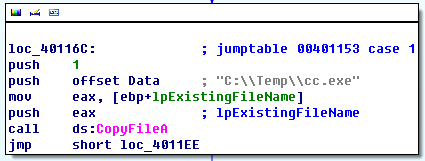 loc_40116C: ; jumptable 00401153 case 1
push 1
push offset Data ; "C:\\Temp\\cc.exe"
mov eax, [ebp+lpExistingFileName]
push eax ; lpExistingFileName
call ds:CopyFileA
jmp short loc_4011EE